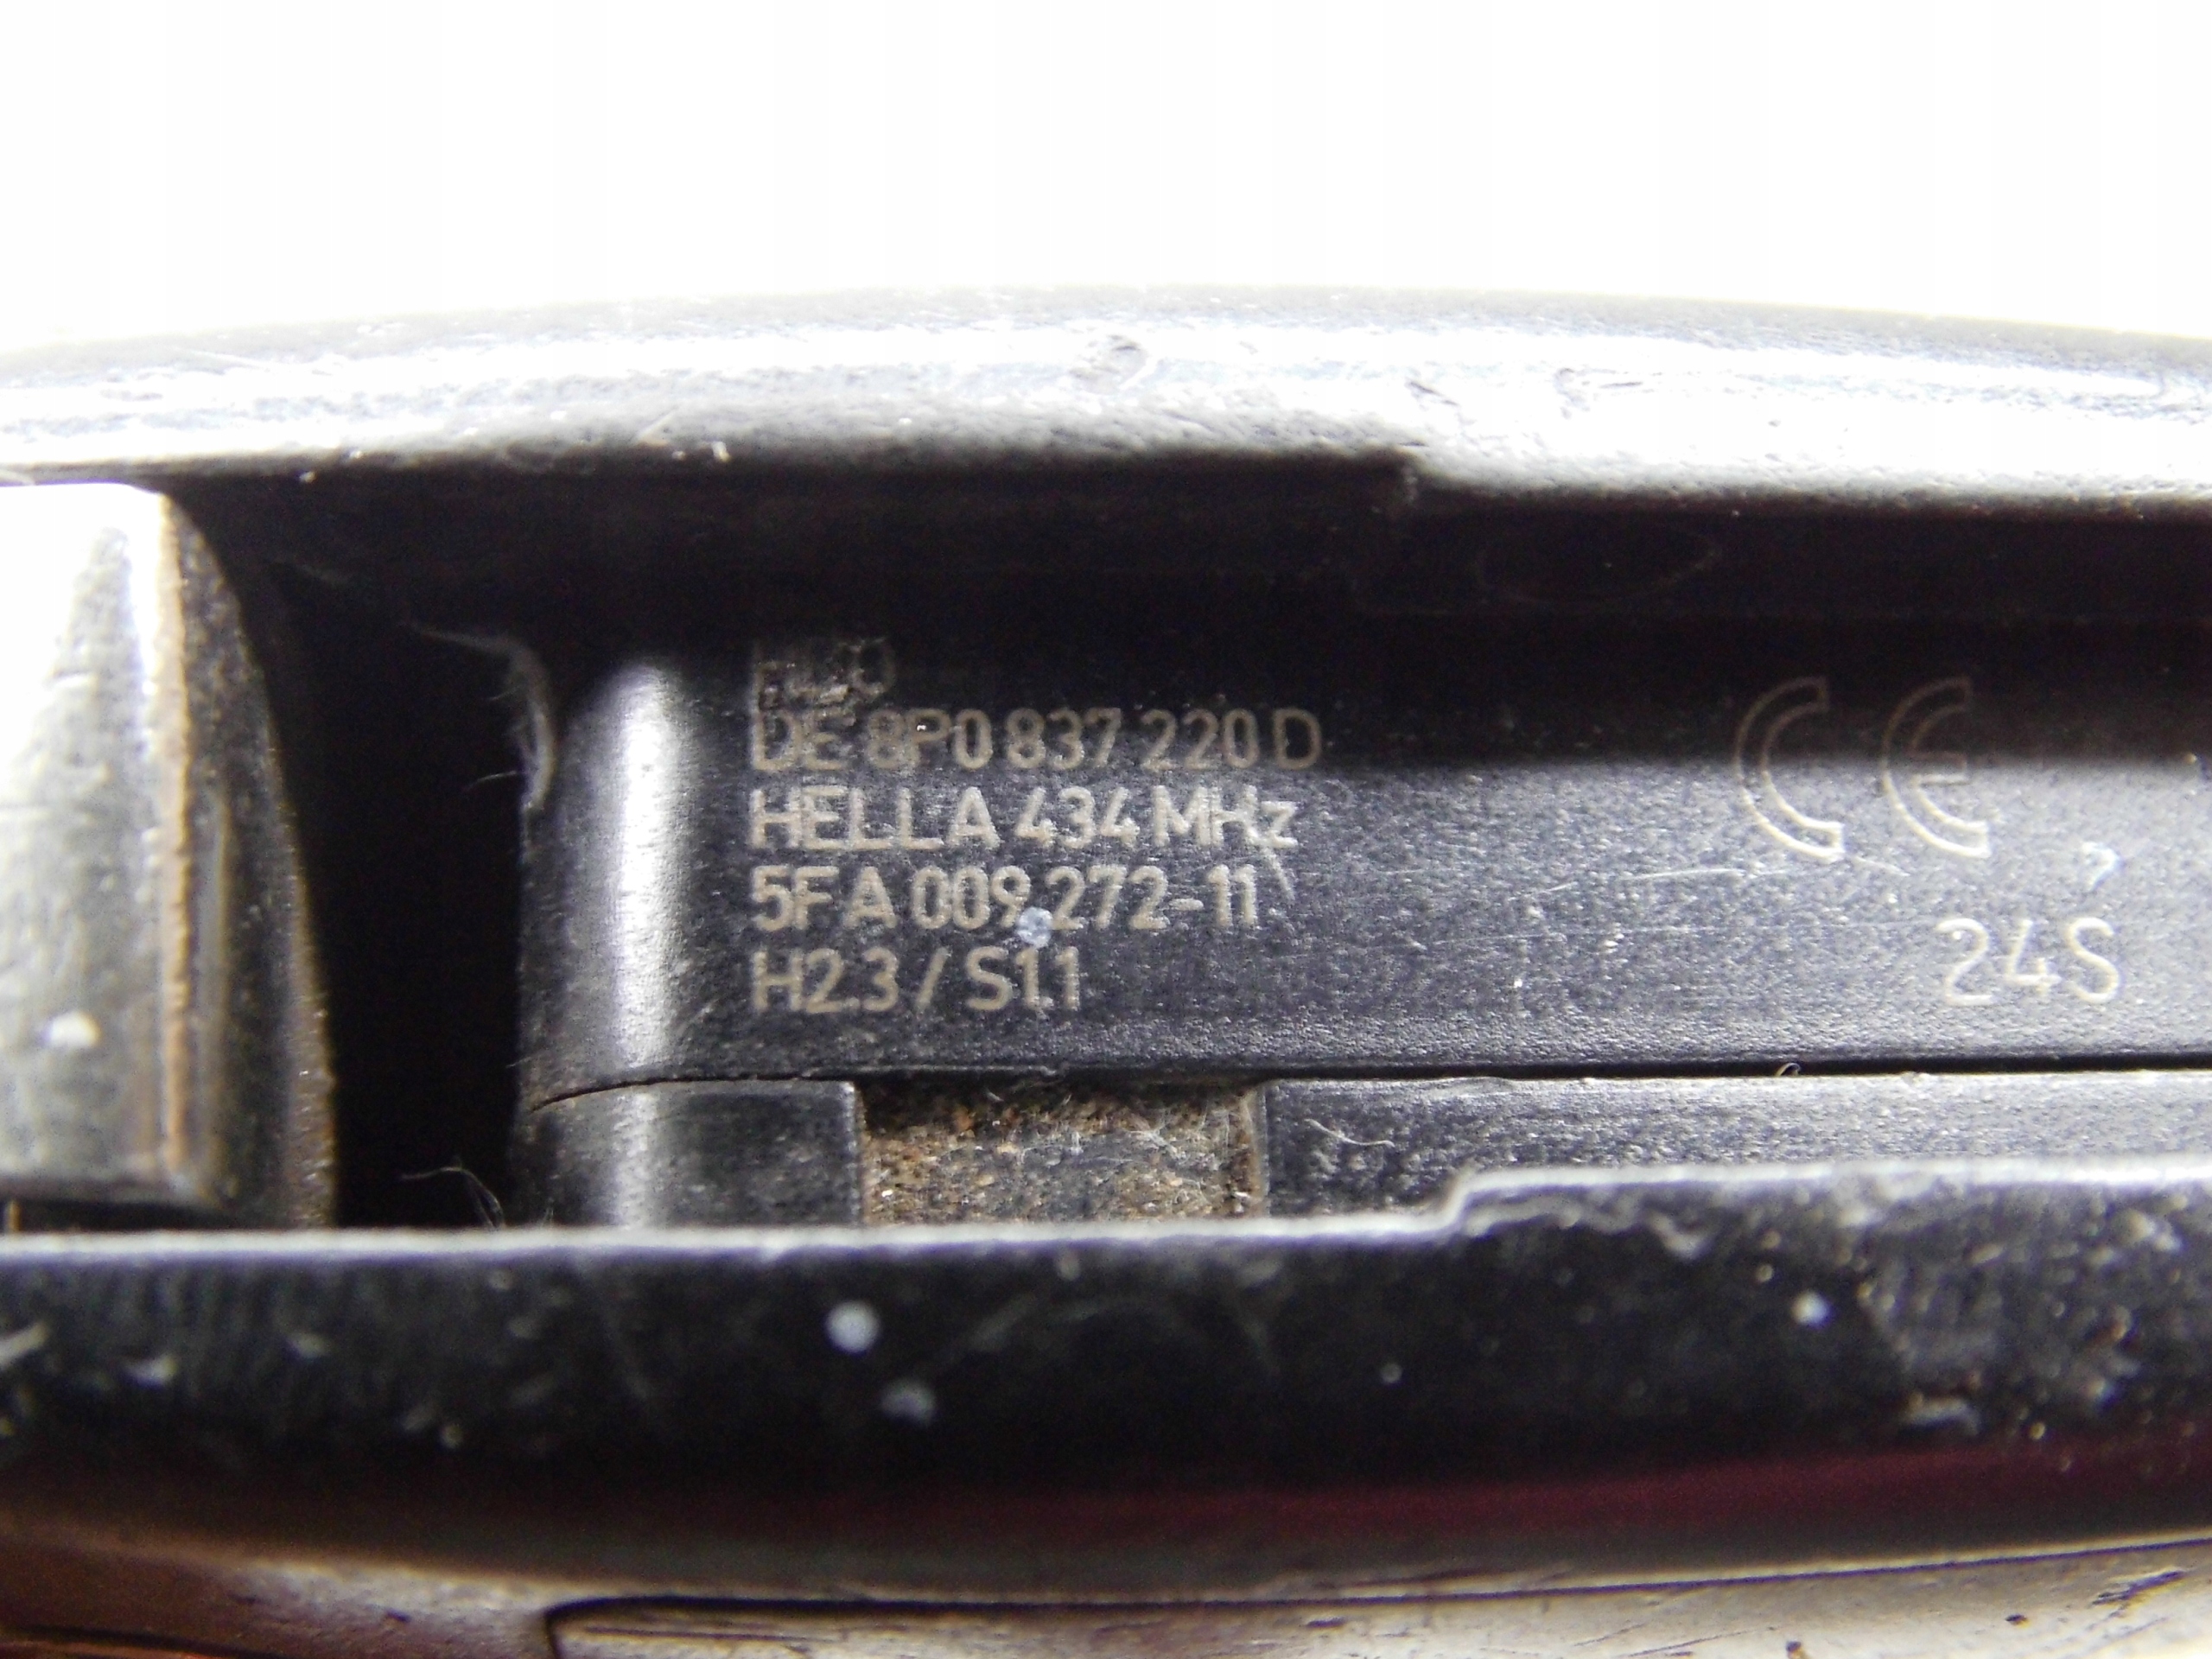 DE 8P0 837 220 D
HELLA 434 MHz
5FA 009 272-11
H2.3 / S1.1
CE
24S